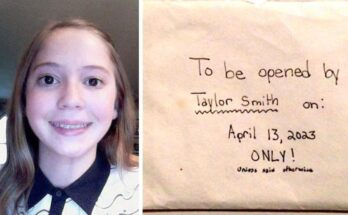 To be opened by
Taylor Smith on:
April 13, 2023
ONLY!
unless said otherwise